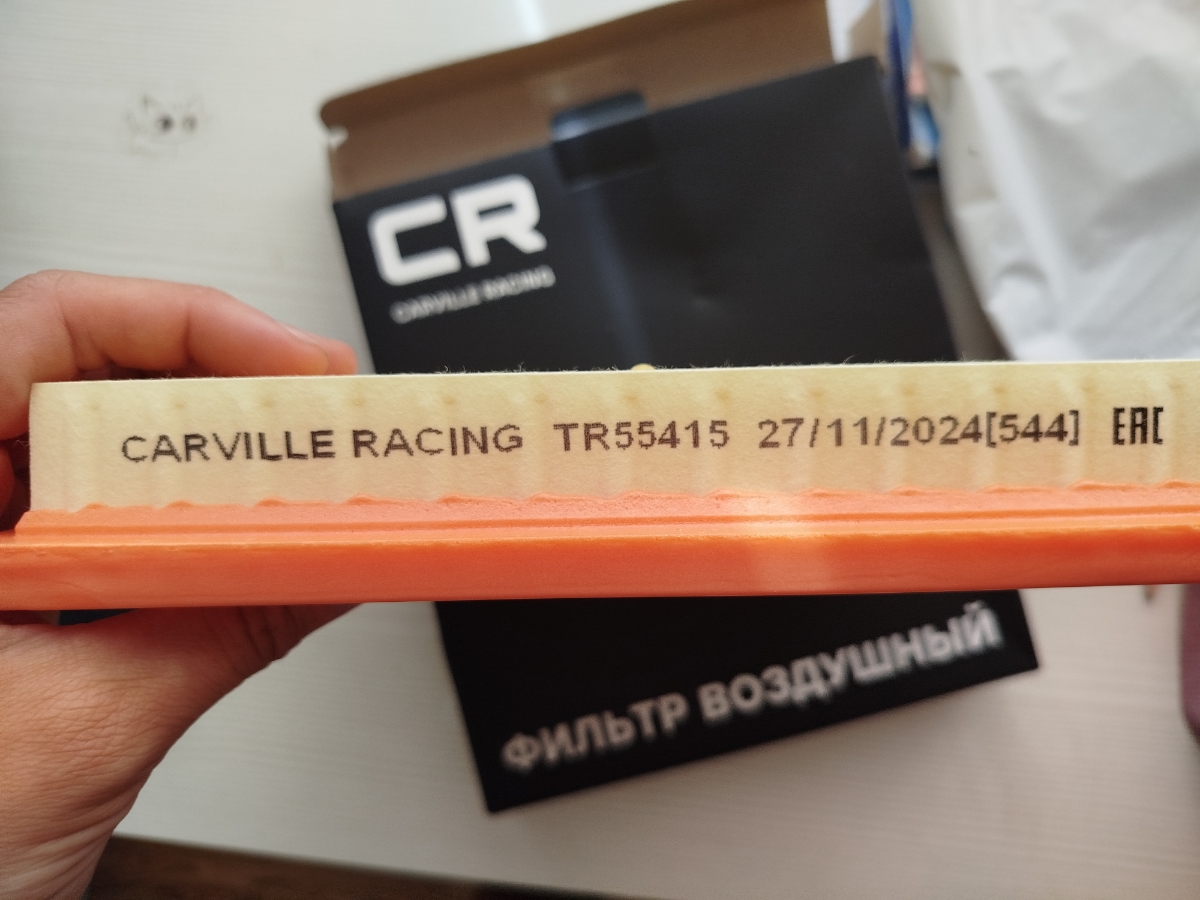 CR
CARVILLE RACING
CARVILLE RACING TR55415 27/11/2024[544] EAC
ФИЛЬТР ВОЗДУШНЫЙ